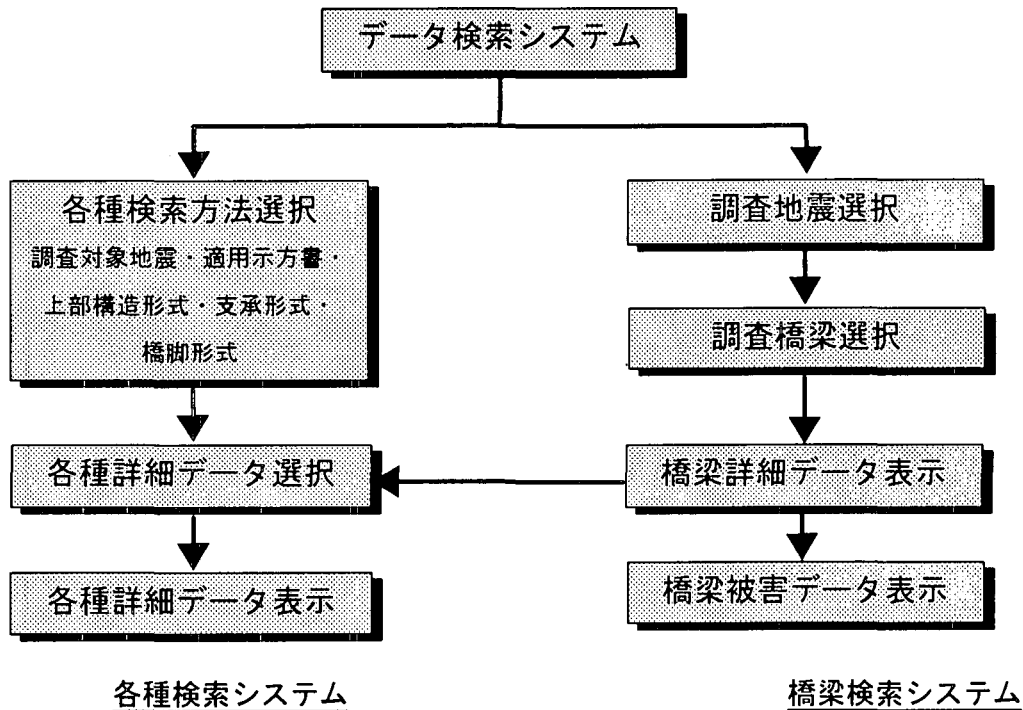 データ検索システム
各種検索方法選択
調査対象地震・適用示方書・
上部構造形式・支承形式・
橋脚形式
各種詳細データ選択
各種詳細データ表示
各種検索システム
調査地震選択
調査橋梁選択
橋梁詳細データ表示
橋梁被害データ表示
橋梁検索システム